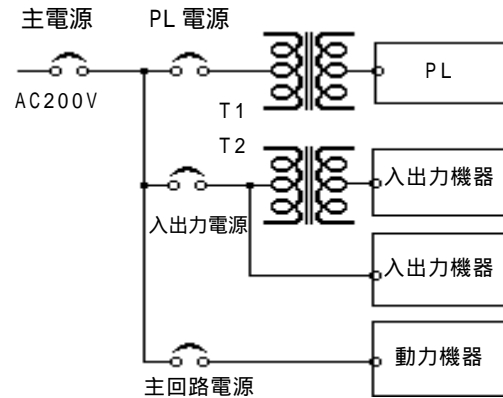 主電源
PL 電源
AC200V
T1
PL
T2
入出力電源
入出力機器
入出力機器
主回路電源
動力機器